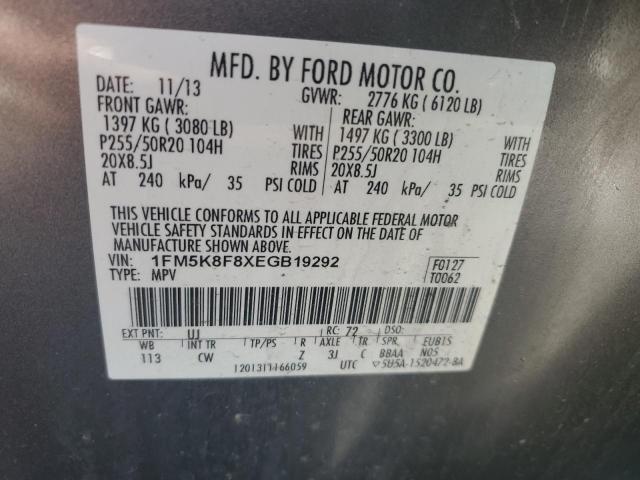 MFD. BY FORD MOTOR CO.
DATE: 11/13 GVWR: 2776 KG ( 6120 LB)
FRONT GAWR: REAR GAWR:
1397 KG ( 3080 LB) WITH 1497 KG ( 3300 LB) WITH
P255/50R20 104H TIRES P255/50R20 104H TIRES
20X8.5J RIMS 20X8.5J RIMS
AT 240 kPa/ 35 PSI COLD AT 240 kPa/ 35 PSI COLD
THIS VEHICLE CONFORMS TO ALL APPLICABLE FEDERAL MOTOR
VEHICLE SAFETY STANDARDS IN EFFECT ON THE DATE OF
MANUFACTURE SHOWN ABOVE.
VIN: 1FM5K8F8XEGB19292 F0127
TYPE: MPV T0062
EXT PNT: UJ RC: 72 DSO:
WB INT TR TP/PS R AXLE TR SPR EUB15
113 CW Z 3J C BBAA N05
1201311166059 UTC